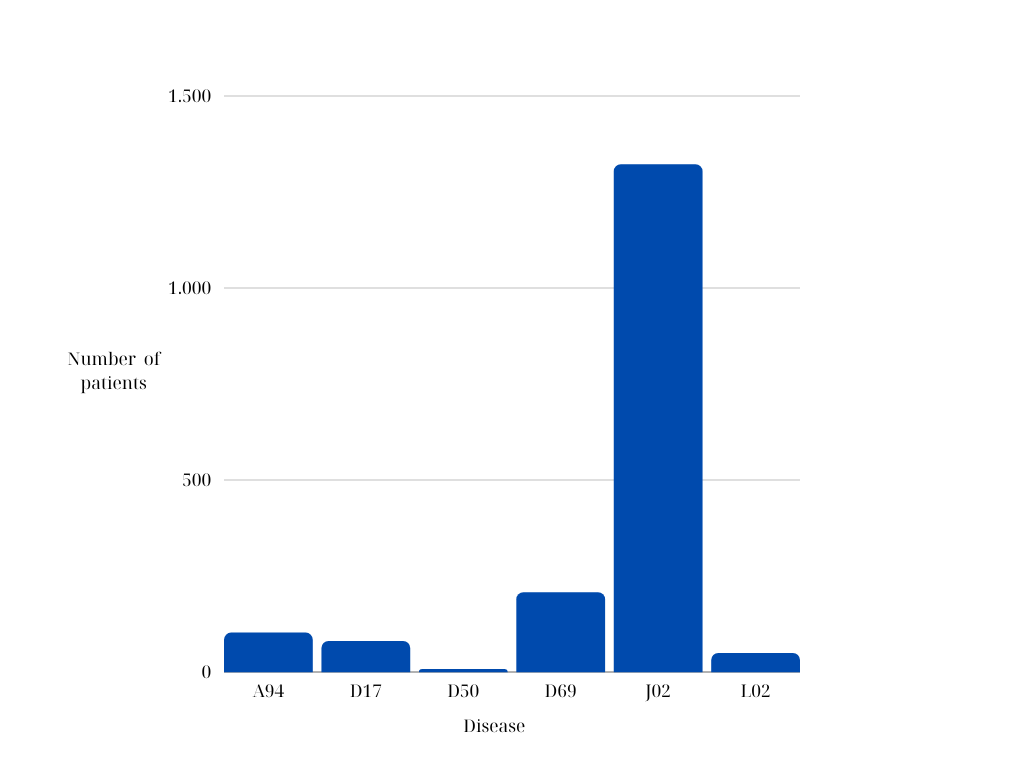 1.500
1.000
Number of
patients
500
0
A94 D17 D50 D69 J02 L02
Disease